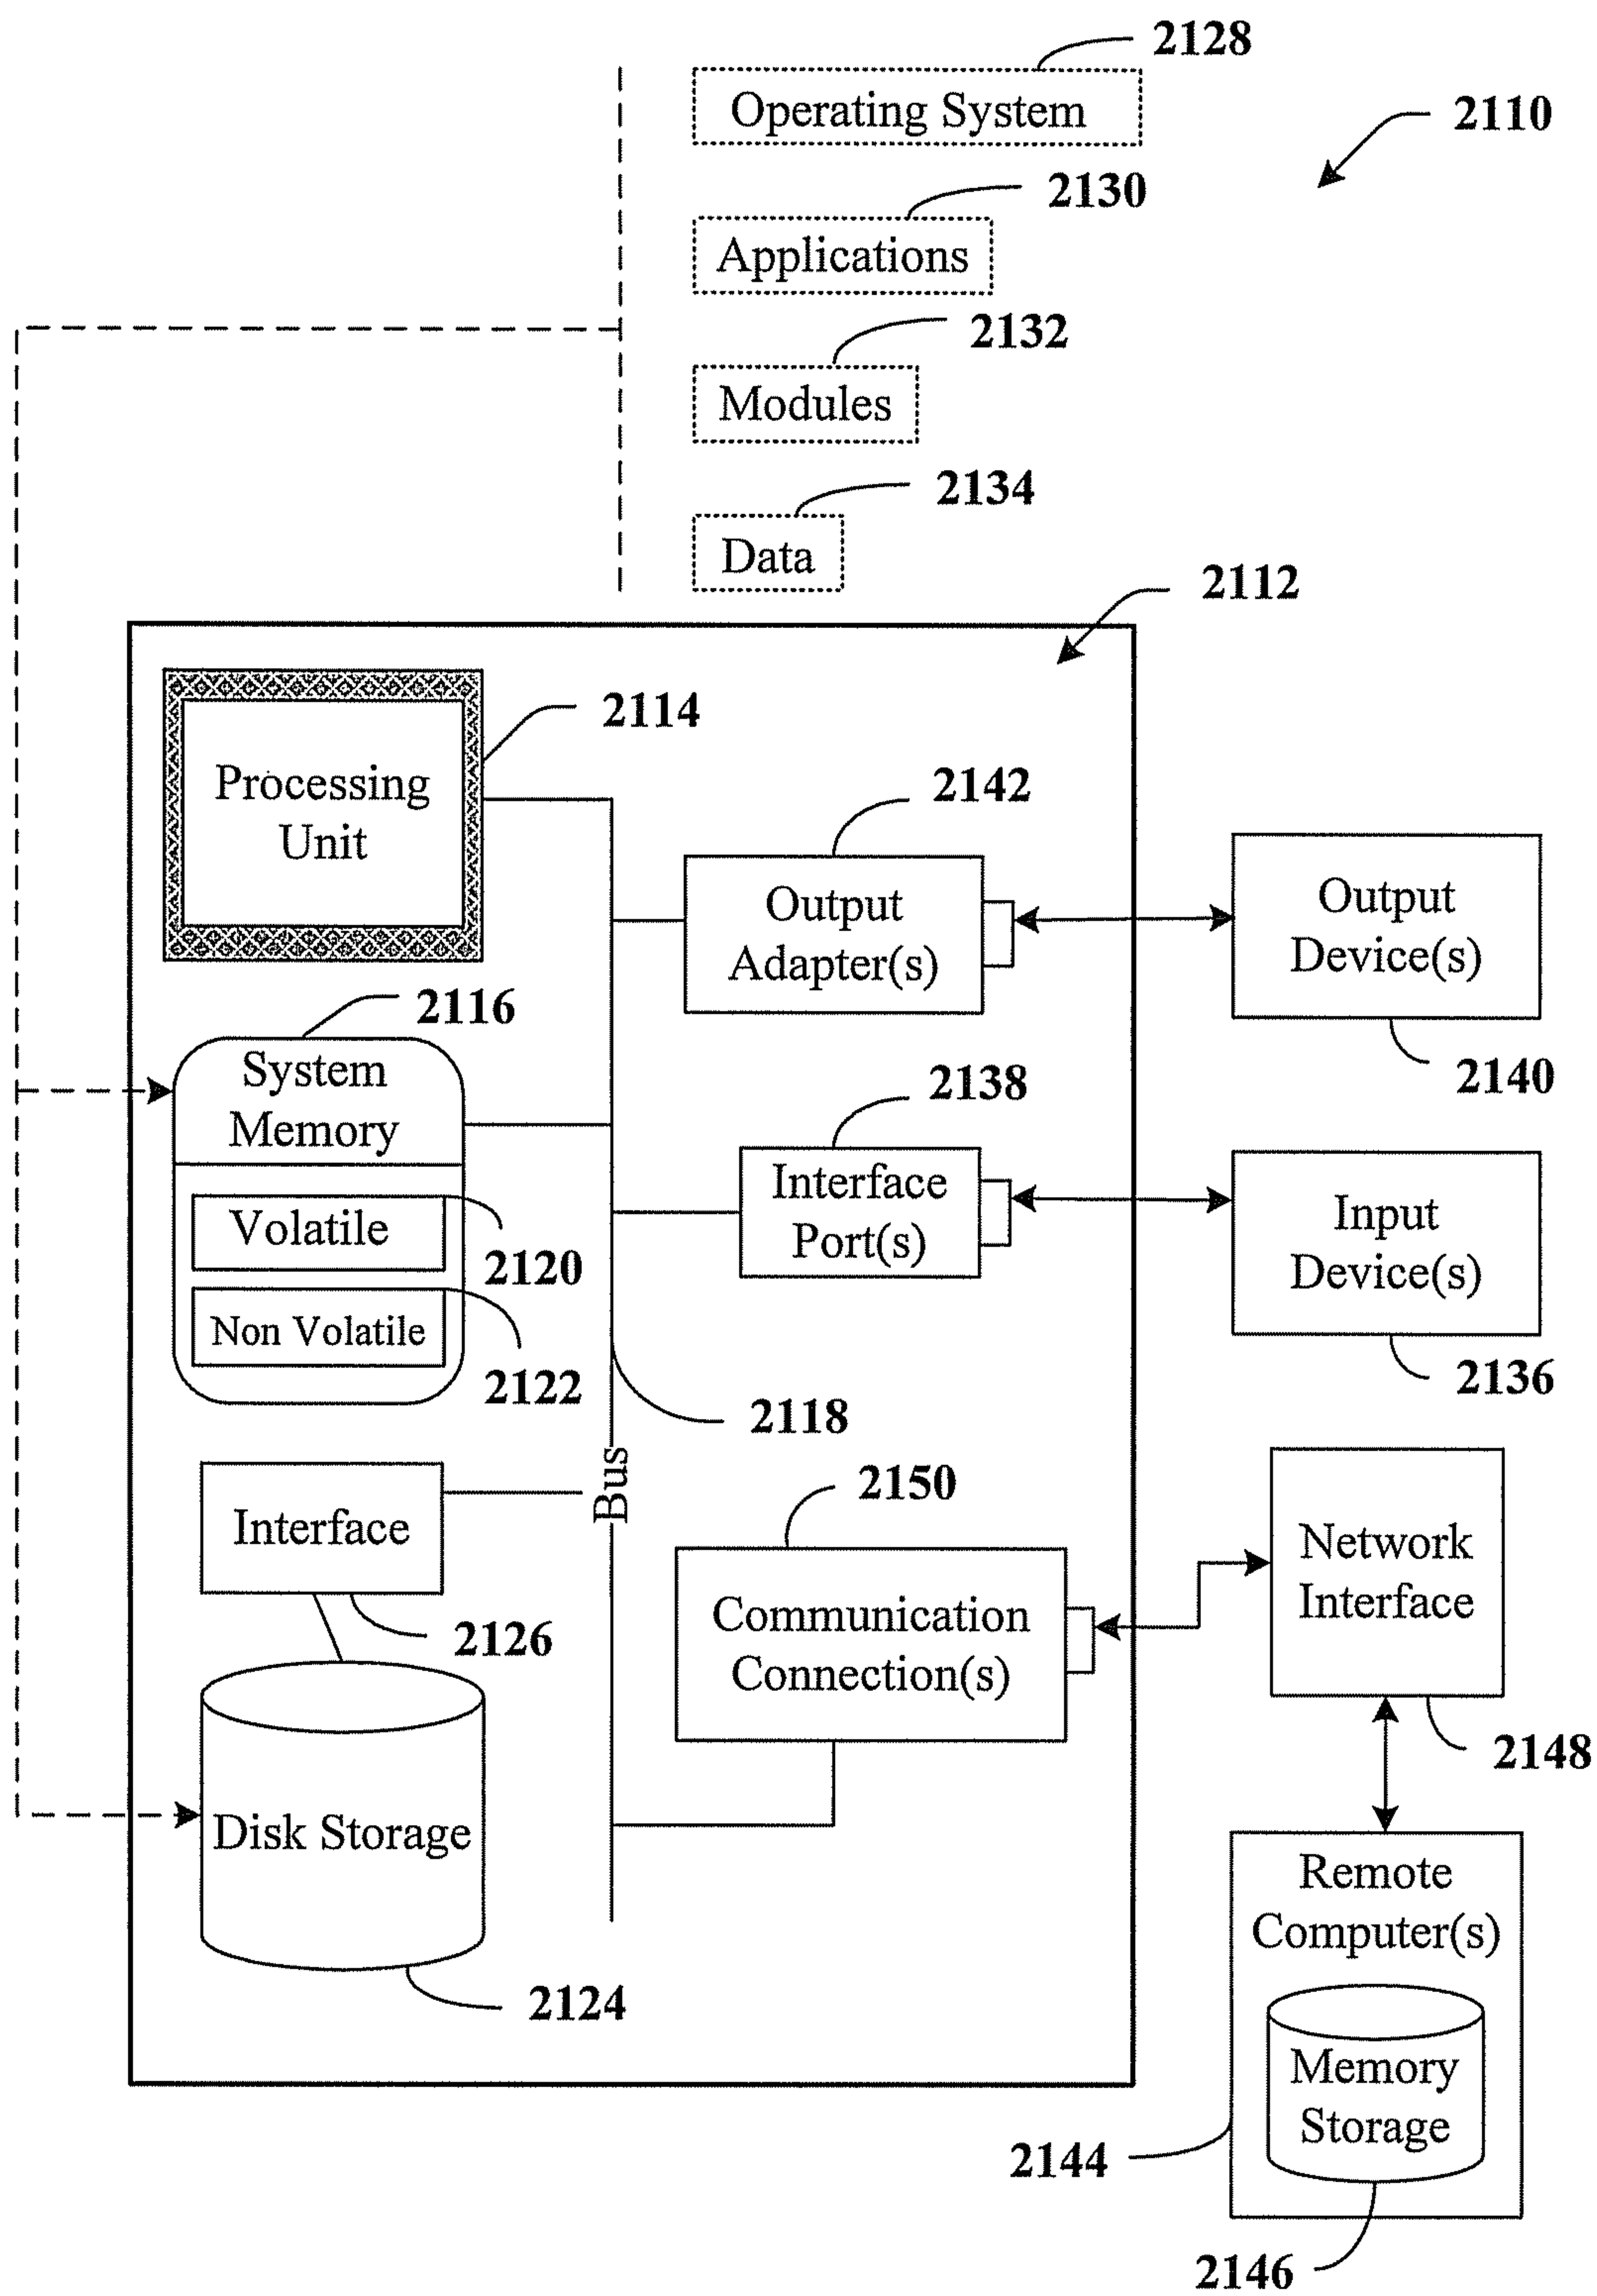 2128
Operating System
2110
2130
Applications
2132
Modules
2134
Data
2112
2114
Processing
Unit
2142
Output
Adapter(s)
Output
Device(s)
2140
2116
System
Memory
2138
Interface
Port(s)
Input
Device(s)
2136
Volatile
2120
Non Volatile
2122
2118
Bus
2150
Interface
2126
Communication
Connection(s)
Network
Interface
2148
Disk Storage
2124
Remote
Computer(s)
Memory
Storage
2144
2146